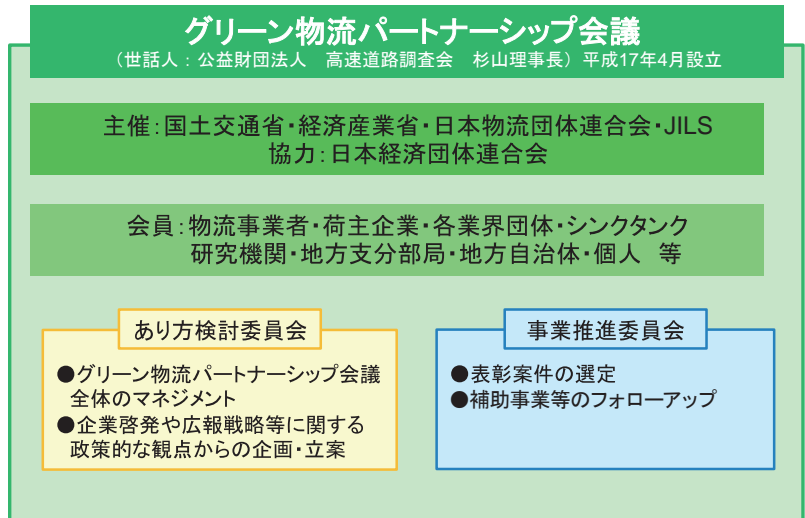 グリーン物流パートナーシップ会議
（世話人：公益財団法人　高速道路調査会　杉山理事長）平成17年4月設立
主催：国土交通省・経済産業省・日本物流団体連合会・JILS
協力：日本経済団体連合会
会員：物流事業者・荷主企業・各業界団体・シンクタンク
研究機関・地方支分部局・地方自治体・個人　等
あり方検討委員会
●グリーン物流パートナーシップ会議
全体のマネジメント
●企業啓発や広報戦略等に関する
政策的な観点からの企画・立案
事業推進委員会
●表彰案件の選定
●補助事業等のフォローアップ